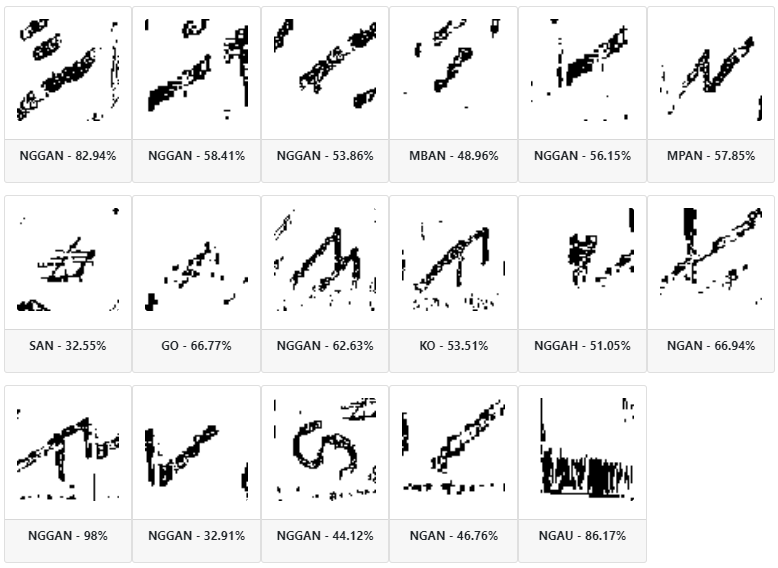 NGGAN - 82.94% NGGAN - 58.41% NGGAN - 53.86% MBAN - 48.96% NGGAN - 56.15% MPAN - 57.85%
SAN - 32.55% GO - 66.77% NGGAN - 62.63% KO - 53.51% NGGAH - 51.05% NGAN - 66.94%
NGGAN - 98% NGGAN - 32.91% NGGAN - 44.12% NGAN - 46.76% NGAU - 86.17%